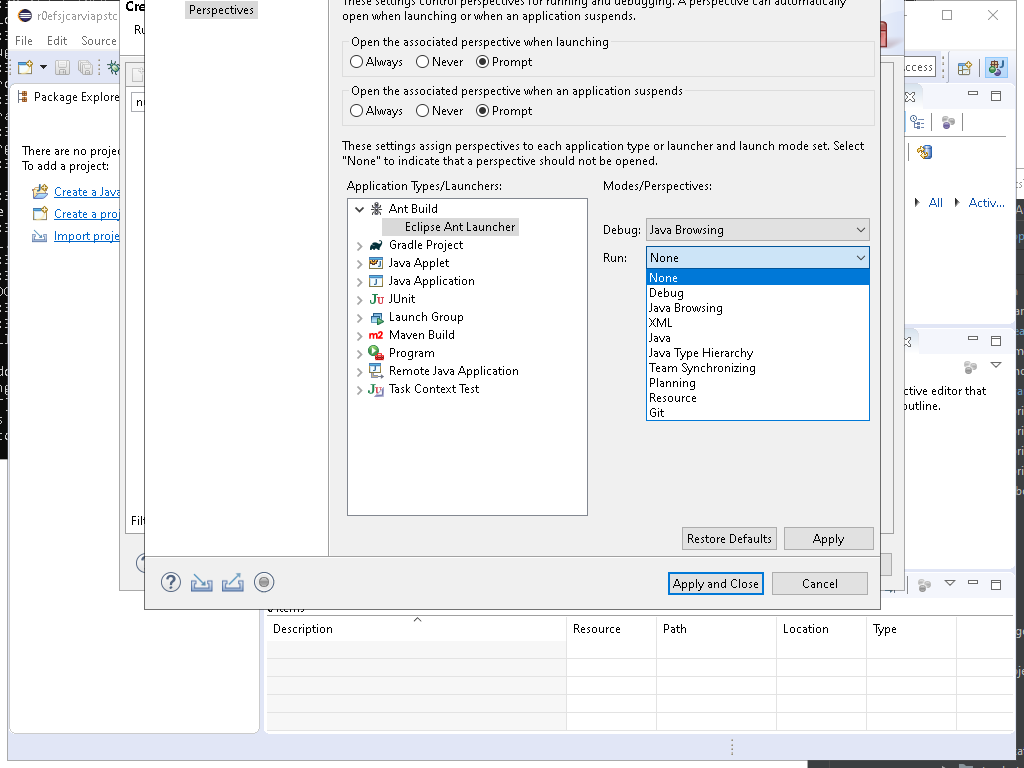 r0efsjcarviapstc
Cre
Perspectives
These settings control perspectives for running and debugging. A perspective can automatically
open when launching or when an application suspends.
File Edit Source
Ru
Open the associated perspective when launching
Always Never Prompt
Open the associated perspective when an application suspends
Always Never Prompt
ccess
Package Explore
nu
These settings assign perspectives to each application type or launcher and launch mode set. Select
"None" to indicate that a perspective should not be opened.
There are no projec
To add a project:
Create a Java
Create a proj
Import proje
Application Types/Launchers:
Modes/Perspectives:
Ant Build
Eclipse Ant Launcher
Gradle Project
Java Applet
Java Application
JUnit
Launch Group
Maven Build
Program
Remote Java Application
Task Context Test
Debug: Java Browsing
Run: None
None
Debug
Java Browsing
XML
Java
Java Type Hierarchy
Team Synchronizing
Planning
Resource
Git
All Activ...
ctive editor that
outline.
Filt
Restore Defaults Apply
Apply and Close Cancel
0 items
Description Resource Path Location Type